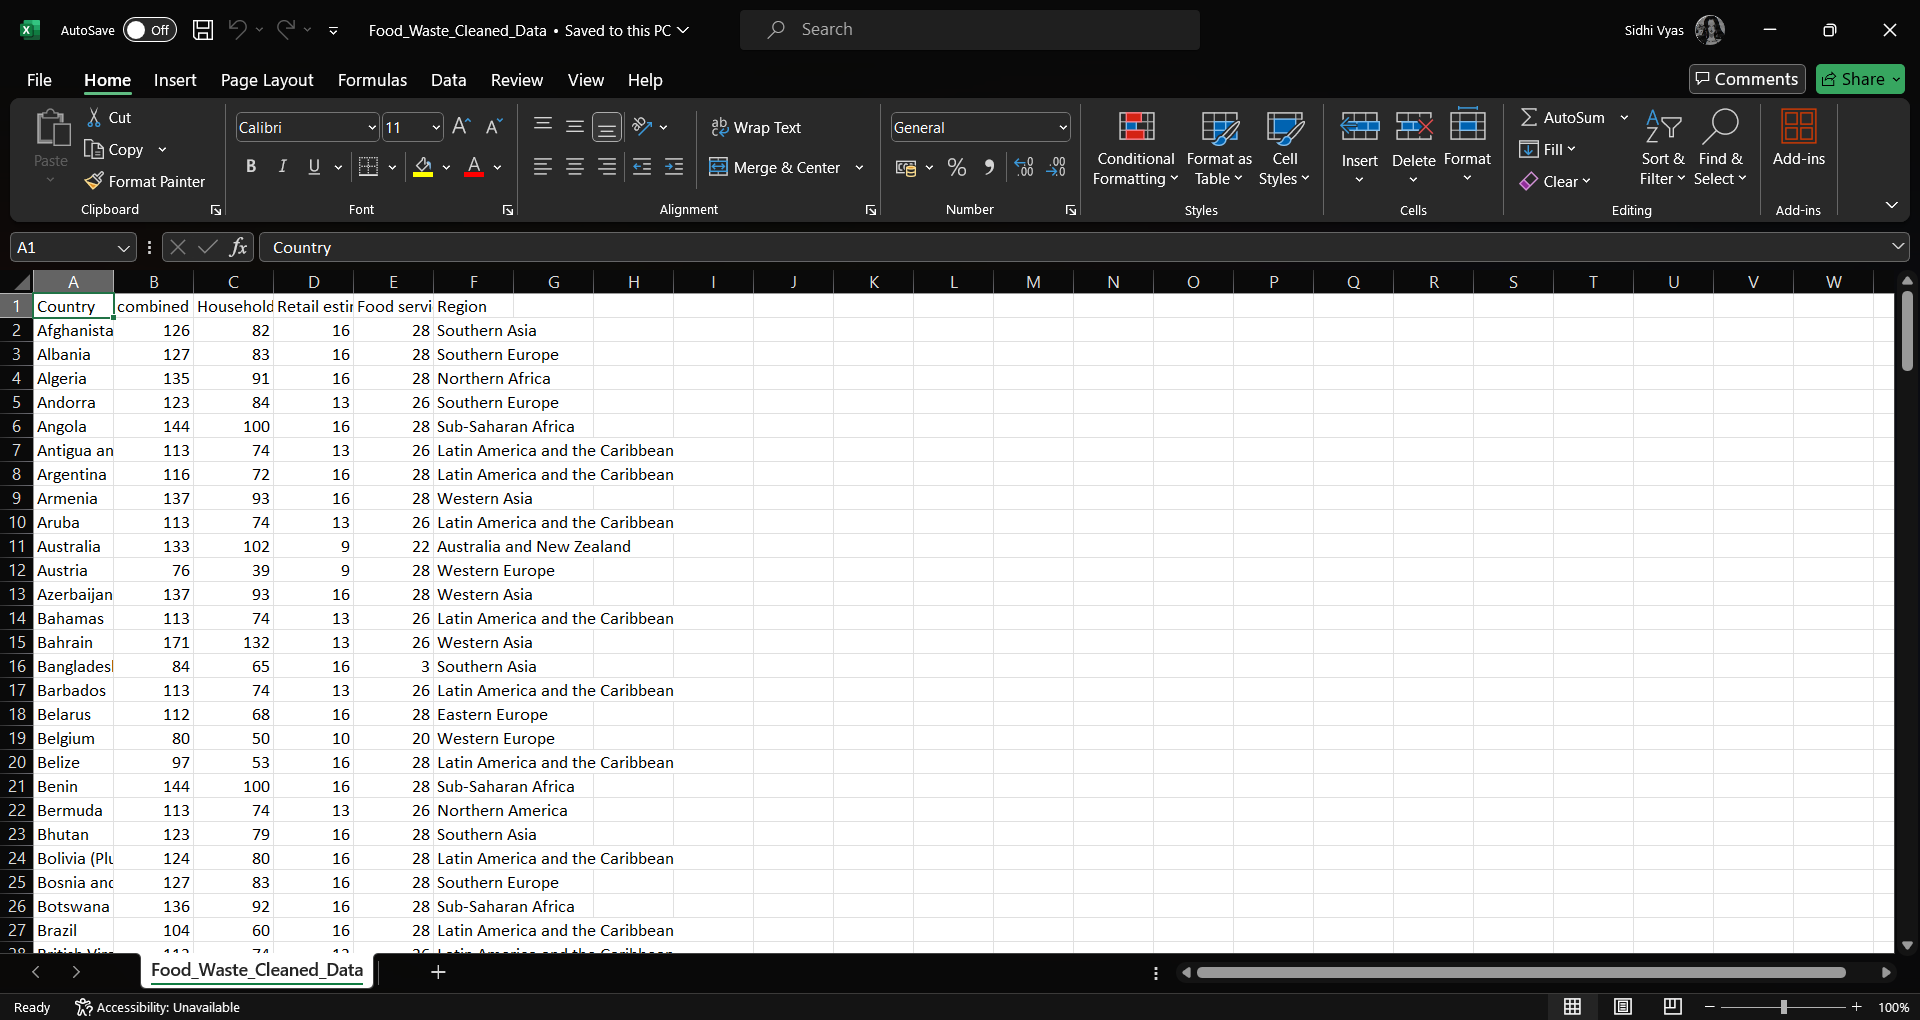 AutoSave Off Food_Waste_Cleaned_Data • Saved to this PC Search Sidhi Vyas
File Home Insert Page Layout Formulas Data Review View Help Comments Share
Paste Cut Copy Format Painter Clipboard
Calibri 11 B I U A Font
Wrap Text Merge & Center Alignment
General % Number
Conditional Formatting Format as Table Cell Styles Styles
Insert Delete Format Cells
AutoSum Fill Clear Sort & Filter Find & Select Editing
Add-ins Add-ins
A1 fx Country
A B C D E F G H I J K L M N O P Q R S T U V W
1 Country combined Household Retail estir Food servi Region
2 Afghanista 126 82 16 28 Southern Asia
3 Albania 127 83 16 28 Southern Europe
4 Algeria 135 91 16 28 Northern Africa
5 Andorra 123 84 13 26 Southern Europe
6 Angola 144 100 16 28 Sub-Saharan Africa
7 Antigua an 113 74 13 26 Latin America and the Caribbean
8 Argentina 116 72 16 28 Latin America and the Caribbean
9 Armenia 137 93 16 28 Western Asia
10 Aruba 113 74 13 26 Latin America and the Caribbean
11 Australia 133 102 9 22 Australia and New Zealand
12 Austria 76 39 9 28 Western Europe
13 Azerbaijan 137 93 16 28 Western Asia
14 Bahamas 113 74 13 26 Latin America and the Caribbean
15 Bahrain 171 132 13 26 Western Asia
16 Banglades 84 65 16 3 Southern Asia
17 Barbados 113 74 13 26 Latin America and the Caribbean
18 Belarus 112 68 16 28 Eastern Europe
19 Belgium 80 50 10 20 Western Europe
20 Belize 97 53 16 28 Latin America and the Caribbean
21 Benin 144 100 16 28 Sub-Saharan Africa
22 Bermuda 113 74 13 26 Northern America
23 Bhutan 123 79 16 28 Southern Asia
24 Bolivia (Plu 124 80 16 28 Latin America and the Caribbean
25 Bosnia and 127 83 16 28 Southern Europe
26 Botswana 136 92 16 28 Sub-Saharan Africa
27 Brazil 104 60 16 28 Latin America and the Caribbean
Food_Waste_Cleaned_Data
Ready Accessibility: Unavailable 100%